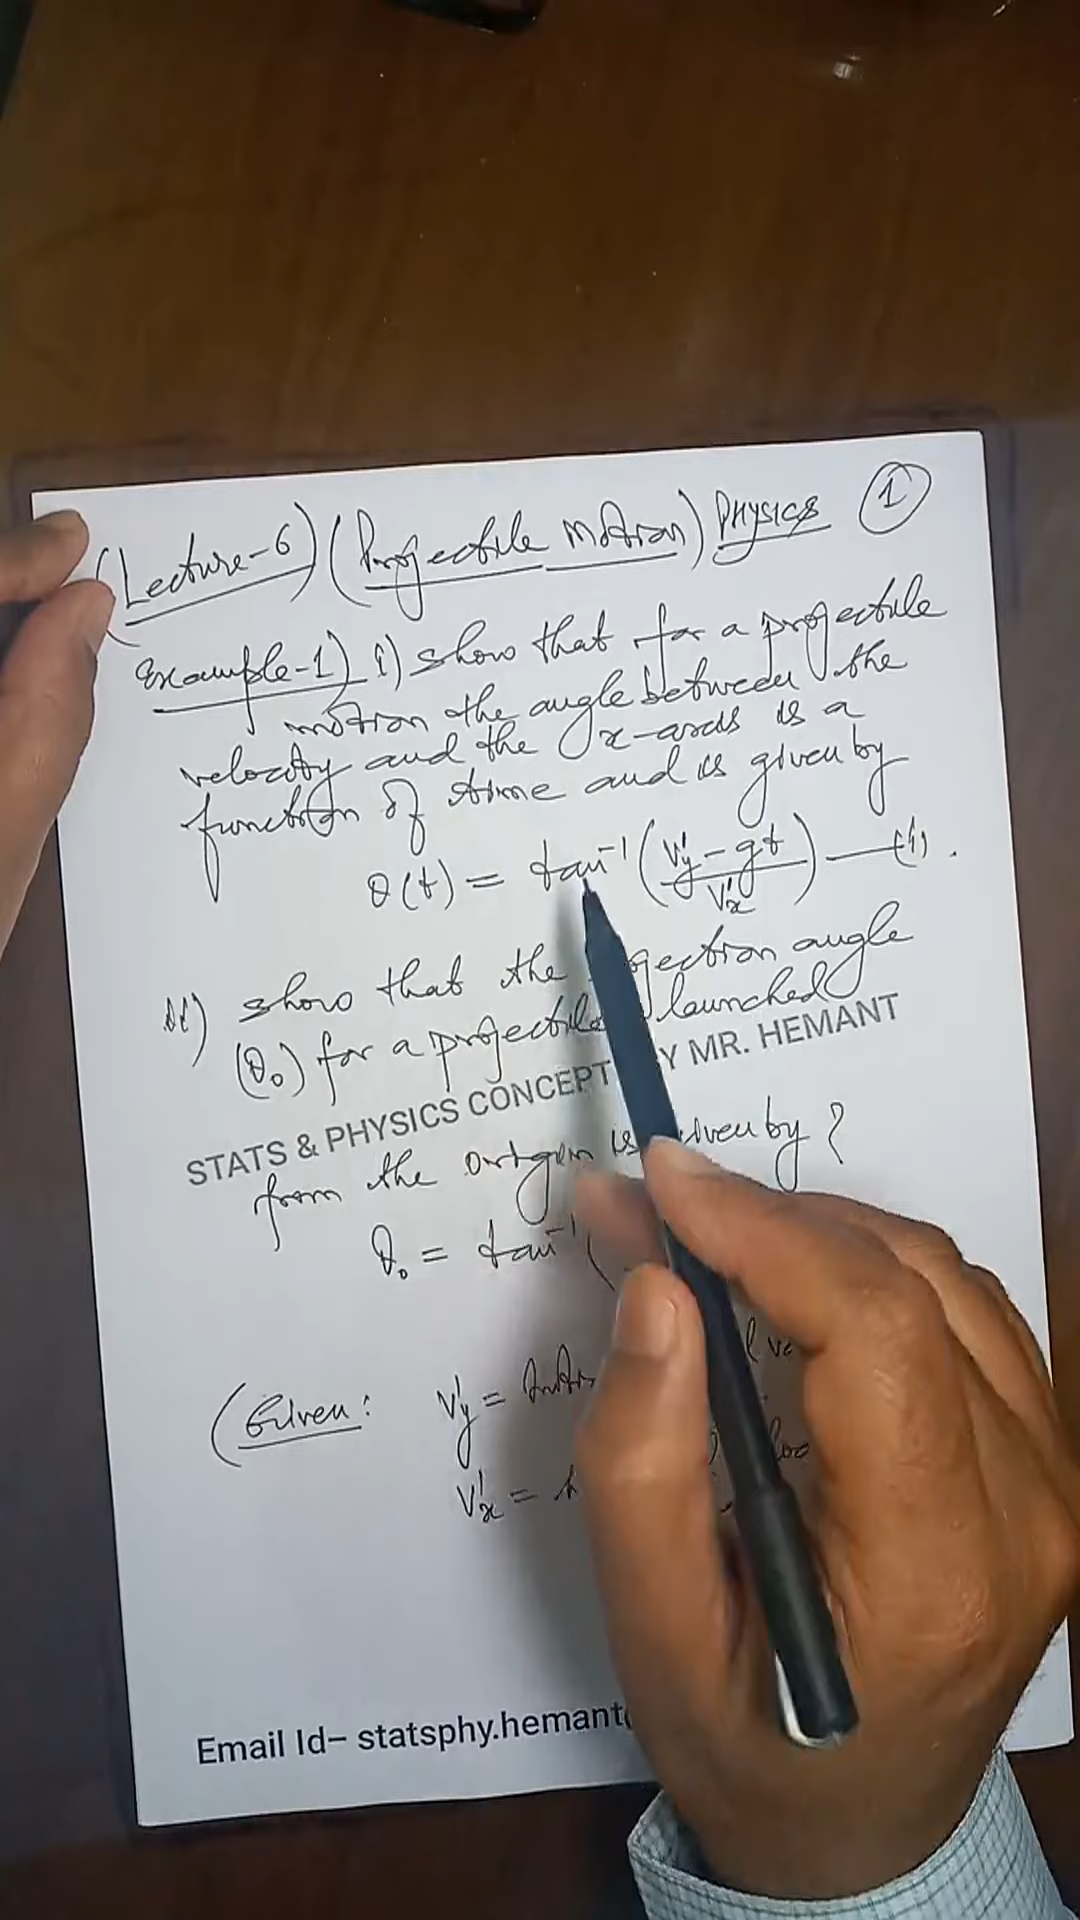 (Lecture-6) (Projectile Motion) Physics 1
Example-1) i) show that for a projectile
motion the angle between the
velocity and the x-axis is a
function of time and is given by
θ(t) = tan⁻¹ (V'y - gt / V'x) — (i) .
ii) show that the angle
(θ₀) for a projectile launched
STATS & PHYSICS CONCEPT Y MR. HEMANT
from the origin is given by ?
θ₀ = tan⁻¹ (
(Given: V'y =
V'x =
Email Id– statsphy.hemant